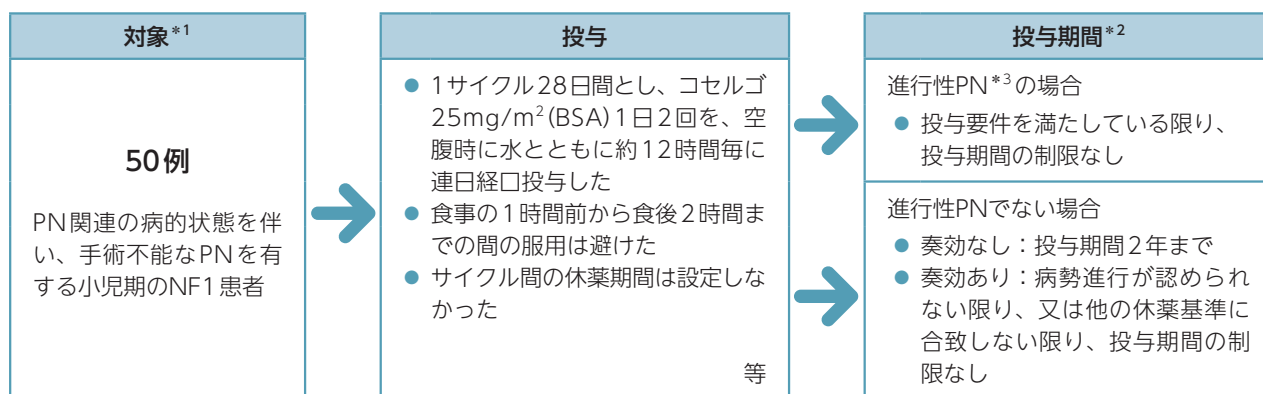 対象*1
50例
PN関連の病的状態を伴
い、手術不能なPNを有
する小児期のNF1患者
投与
● 1サイクル28日間とし、コセルゴ
25mg/m²(BSA)1日2回を、空
腹時に水とともに約12時間毎に
連日経口投与した
● 食事の1時間前から食後2時間ま
での間の服用は避けた
● サイクル間の休薬期間は設定しな
かった
等
投与期間*2
進行性PN*3の場合
● 投与要件を満たしている限り、
投与期間の制限なし
進行性PNでない場合
● 奏効なし：投与期間2年まで
● 奏効あり：病勢進行が認められ
ない限り、又は他の休薬基準に
合致しない限り、投与期間の制
限なし